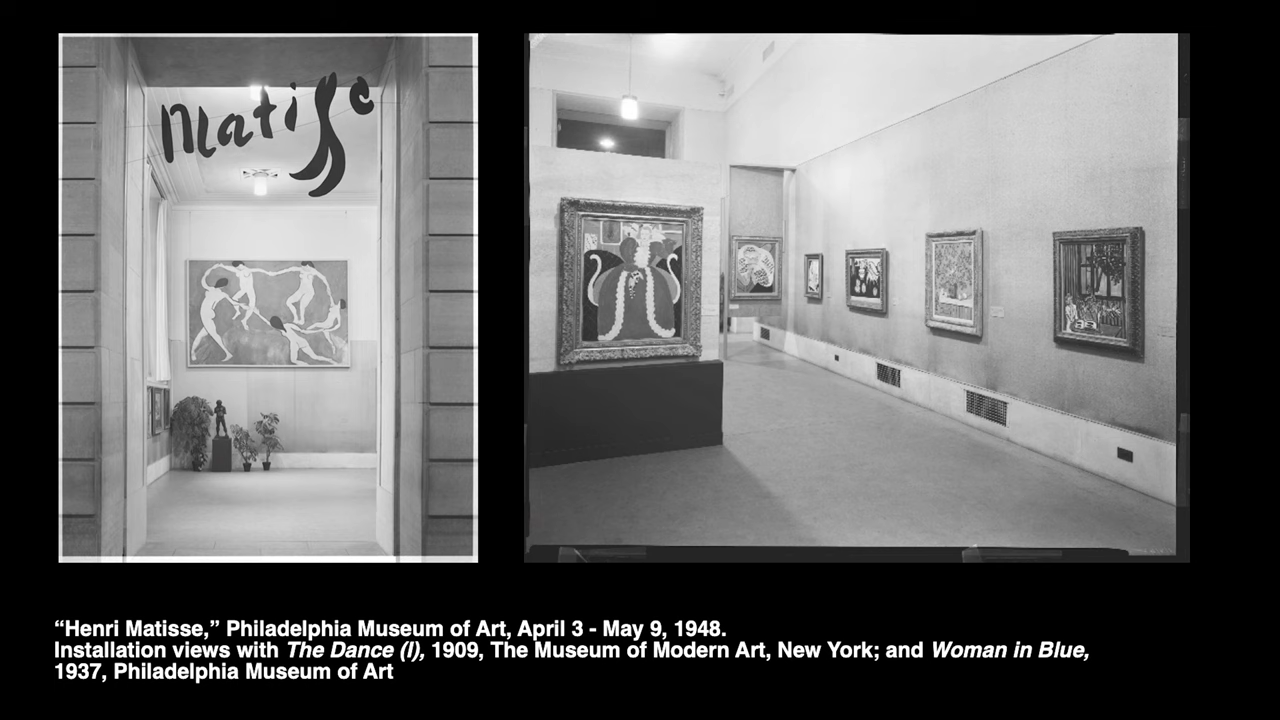 Matisse
“Henri Matisse,” Philadelphia Museum of Art, April 3 - May 9, 1948.
Installation views with The Dance (I), 1909, The Museum of Modern Art, New York; and Woman in Blue,
1937, Philadelphia Museum of Art